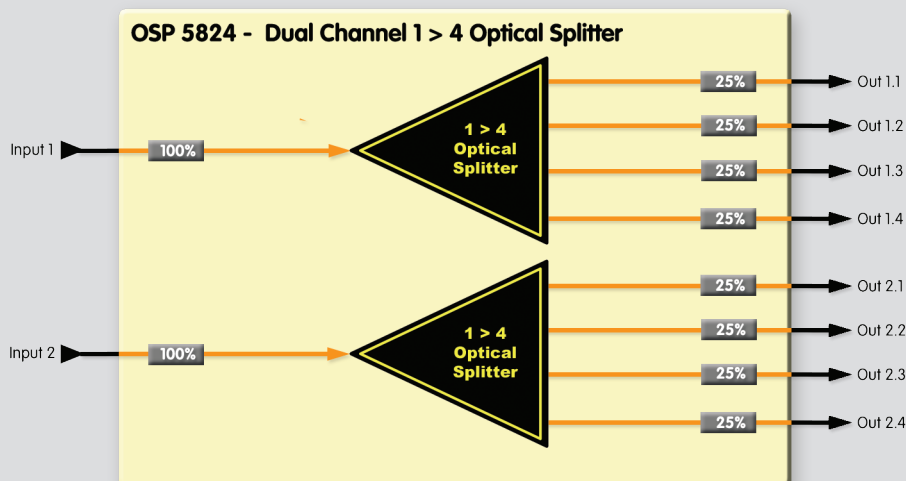 OSP 5824 - Dual Channel 1 > 4 Optical Splitter
Input 1
100%
1 > 4
Optical
Splitter
25%
Out 1.1
25%
Out 1.2
25%
Out 1.3
25%
Out 1.4
Input 2
100%
1 > 4
Optical
Splitter
25%
Out 2.1
25%
Out 2.2
25%
Out 2.3
25%
Out 2.4